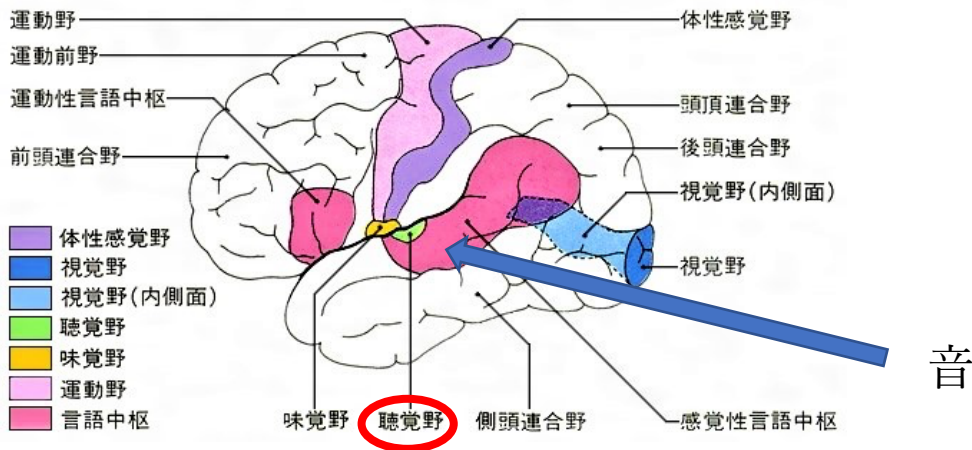 運動野
運動前野
運動性言語中枢
前頭連合野
体性感覚野
頭頂連合野
後頭連合野
視覚野(内側面)
視覚野
体性感覚野
視覚野
視覚野(内側面)
聴覚野
味覚野
運動野
言語中枢
味覚野
聴覚野
側頭連合野
感覚性言語中枢
音